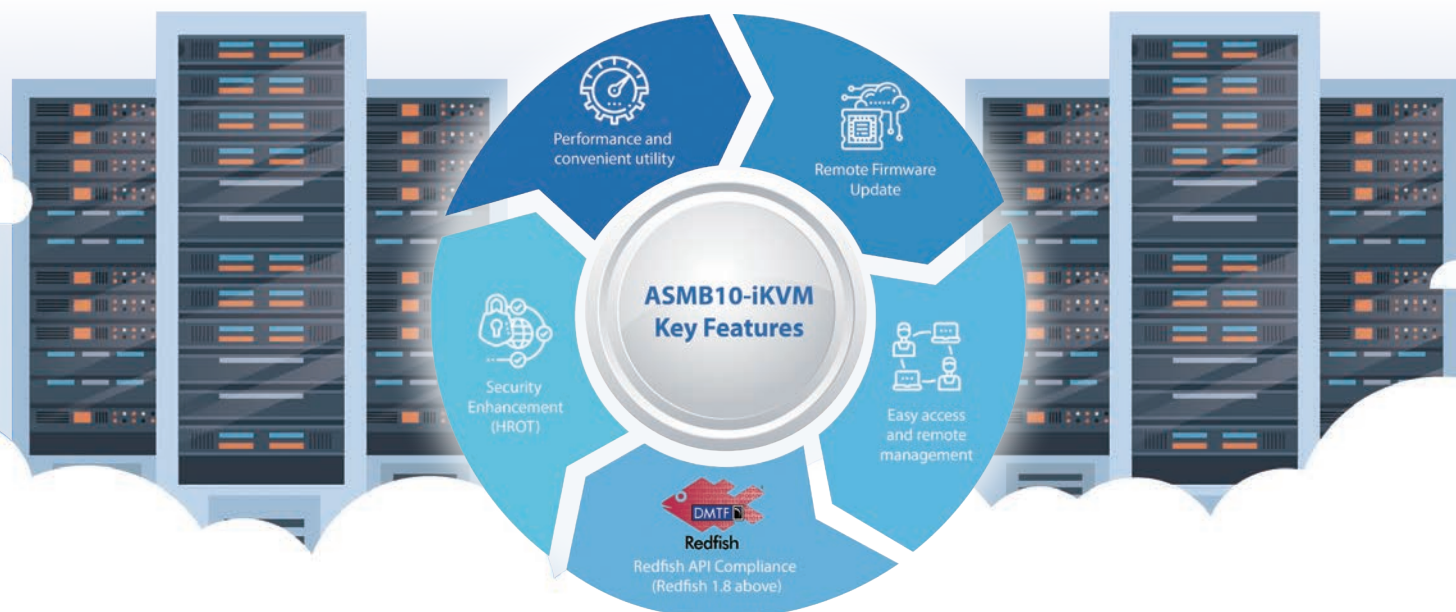 Performance and
convenient utility
Remote Firmware
Update
ASMB10-iKVM
Key Features
Security
Enhancement
(HROT)
Easy access
and remote
management
DMTF
Redfish
Redfish API Compliance
(Redfish 1.8 above)